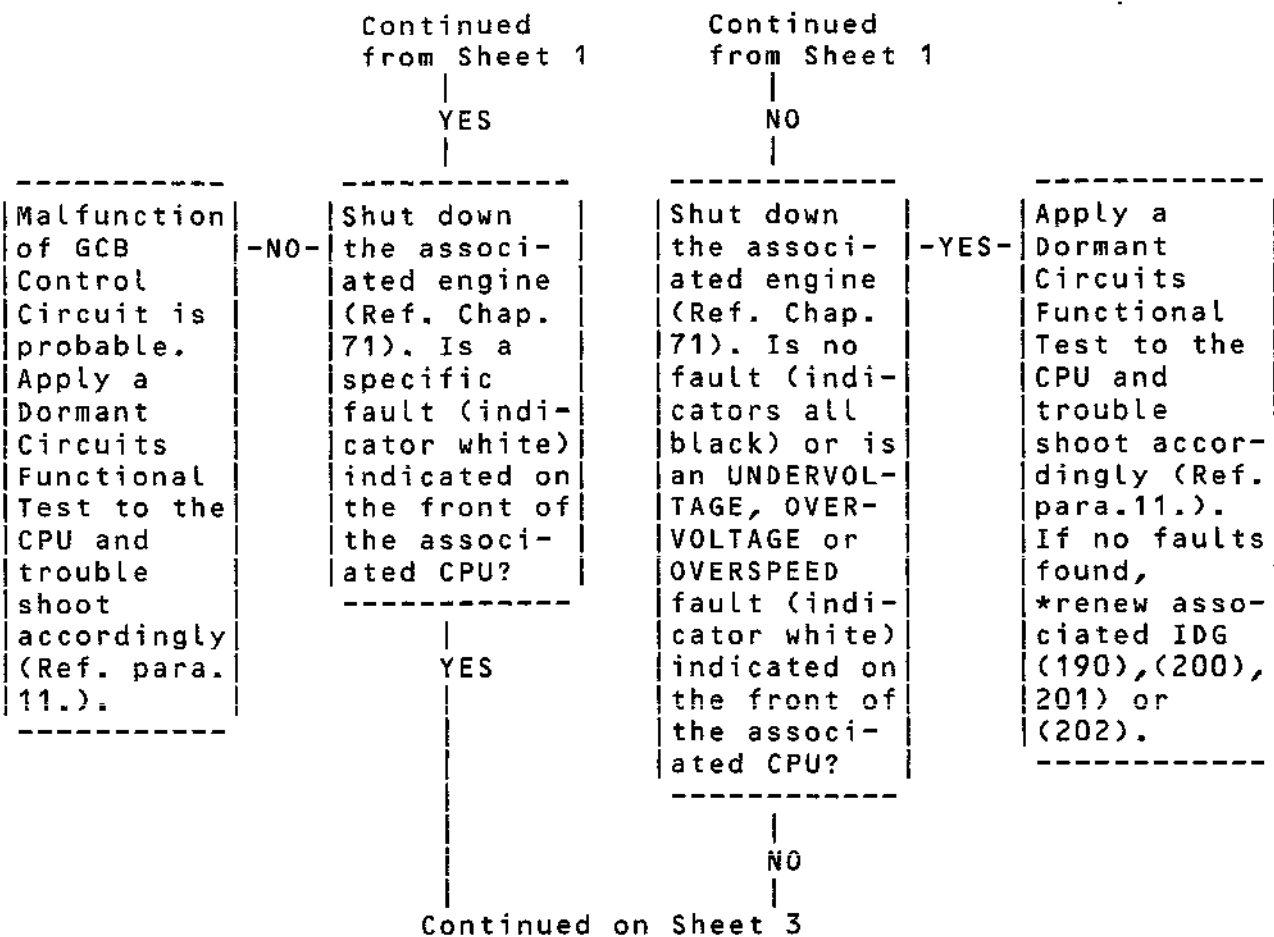 Continued
from Sheet 1
YES
Continued
from Sheet 1
NO
Malfunction
of GCB
Control
Circuit is
probable.
Apply a
Dormant
Circuits
Functional
Test to the
CPU and
trouble
shoot
accordingly
(Ref. para.
11.).
-NO-
Shut down
the associ-
ated engine
(Ref. Chap.
71). Is a
specific
fault (indi-
cator white)
indicated on
the front of
the associ-
ated CPU?
YES
Shut down
the associ-
ated engine
(Ref. Chap.
71). Is no
fault (indi-
cators all
black) or is
an UNDERVOL-
TAGE, OVER-
VOLTAGE or
OVERSPEED
fault (indi-
cator white)
indicated on
the front of
the associ-
ated CPU?
-YES-
Apply a
Dormant
Circuits
Functional
Test to the
CPU and
trouble
shoot accor-
dingly (Ref.
para.11.).
If no faults
found,
*renew asso-
ciated IDG
(190),(200),
201) or
(202).
NO
Continued on Sheet 3